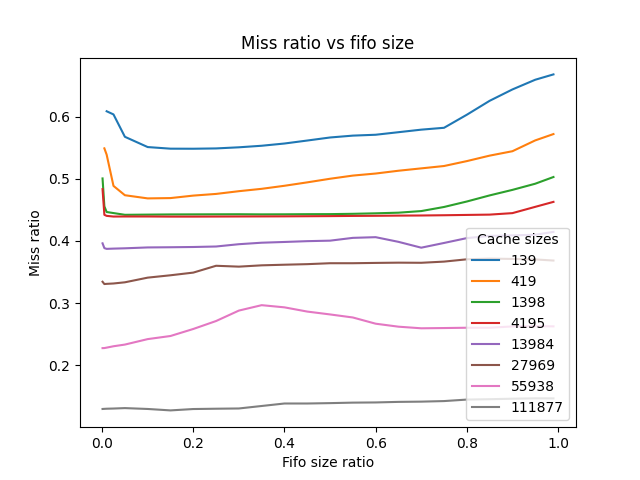 Miss ratio vs fifo size
Miss ratio
0.6
0.5
0.4
0.3
0.2
Cache sizes
139
419
1398
4195
13984
27969
55938
111877
0.0 0.2 0.4 0.6 0.8 1.0
Fifo size ratio